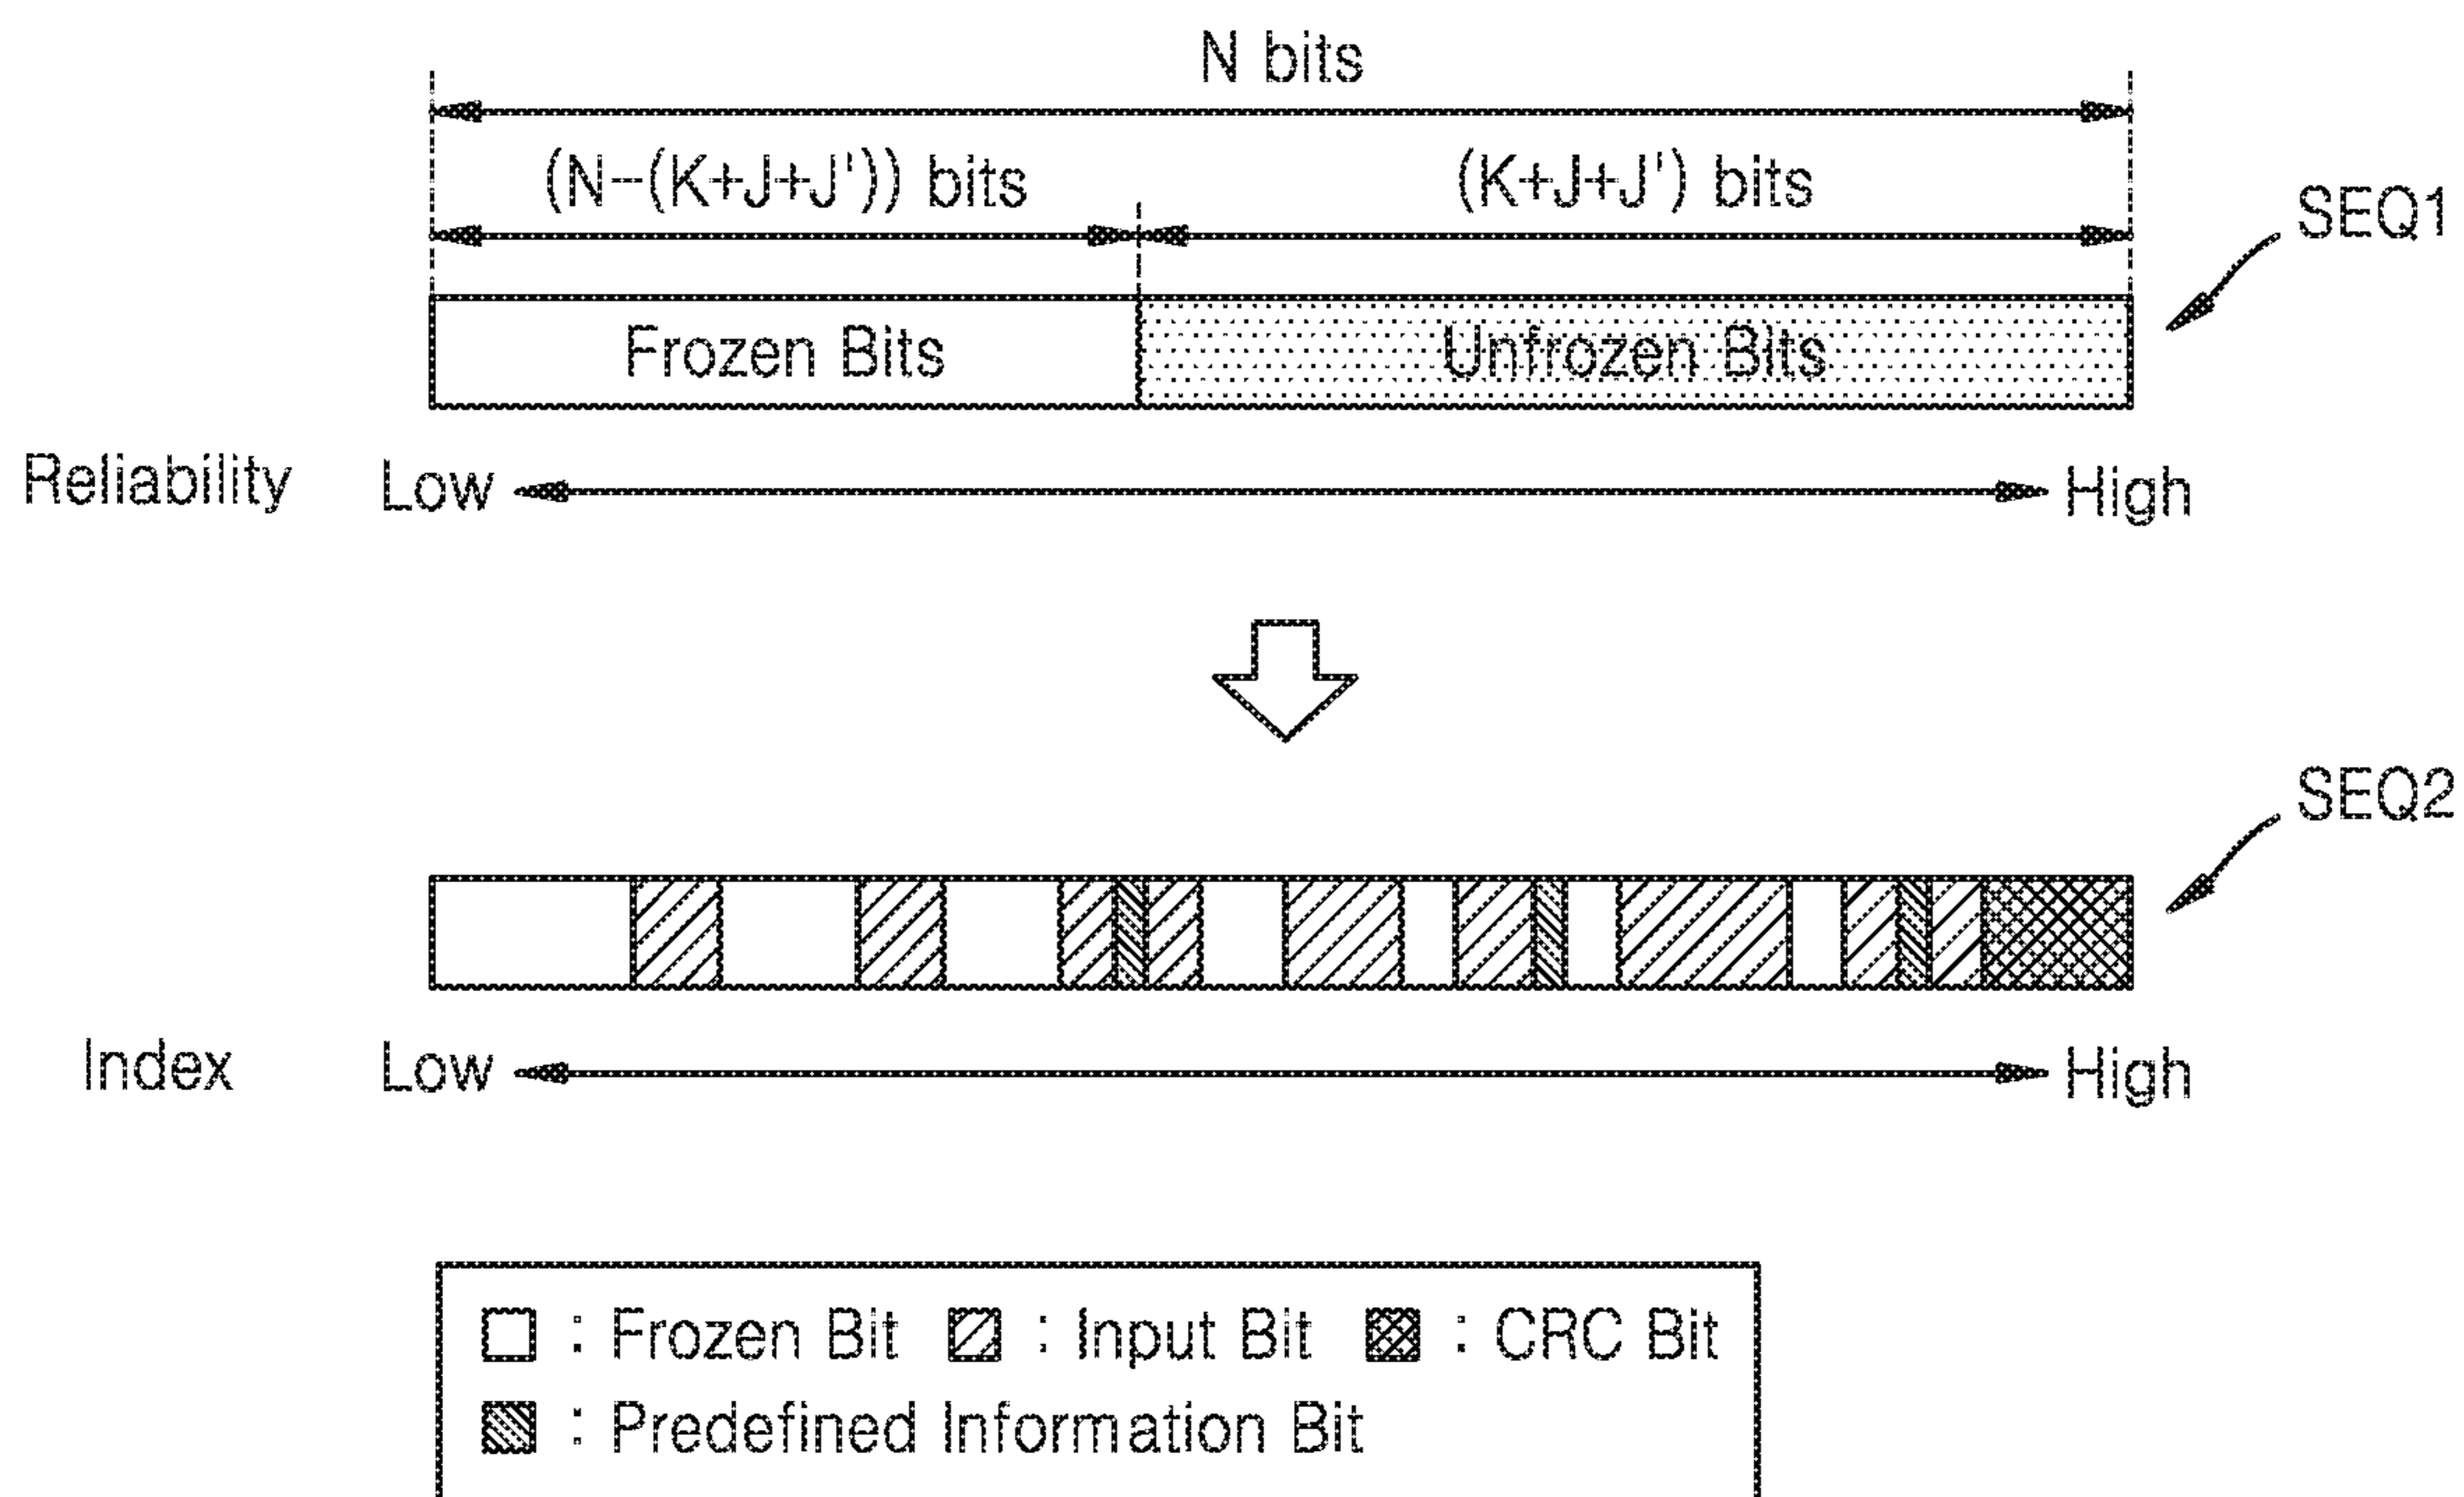 N bits
(N-(K+J+J')) bits
(K+J+J') bits
SEQ1
Frozen Bits
Unfrozen Bits
Reliability
Low
High
SEQ2
Index
Low
High
: Frozen Bit
: Input Bit
: CRC Bit
: Predefined Information Bit